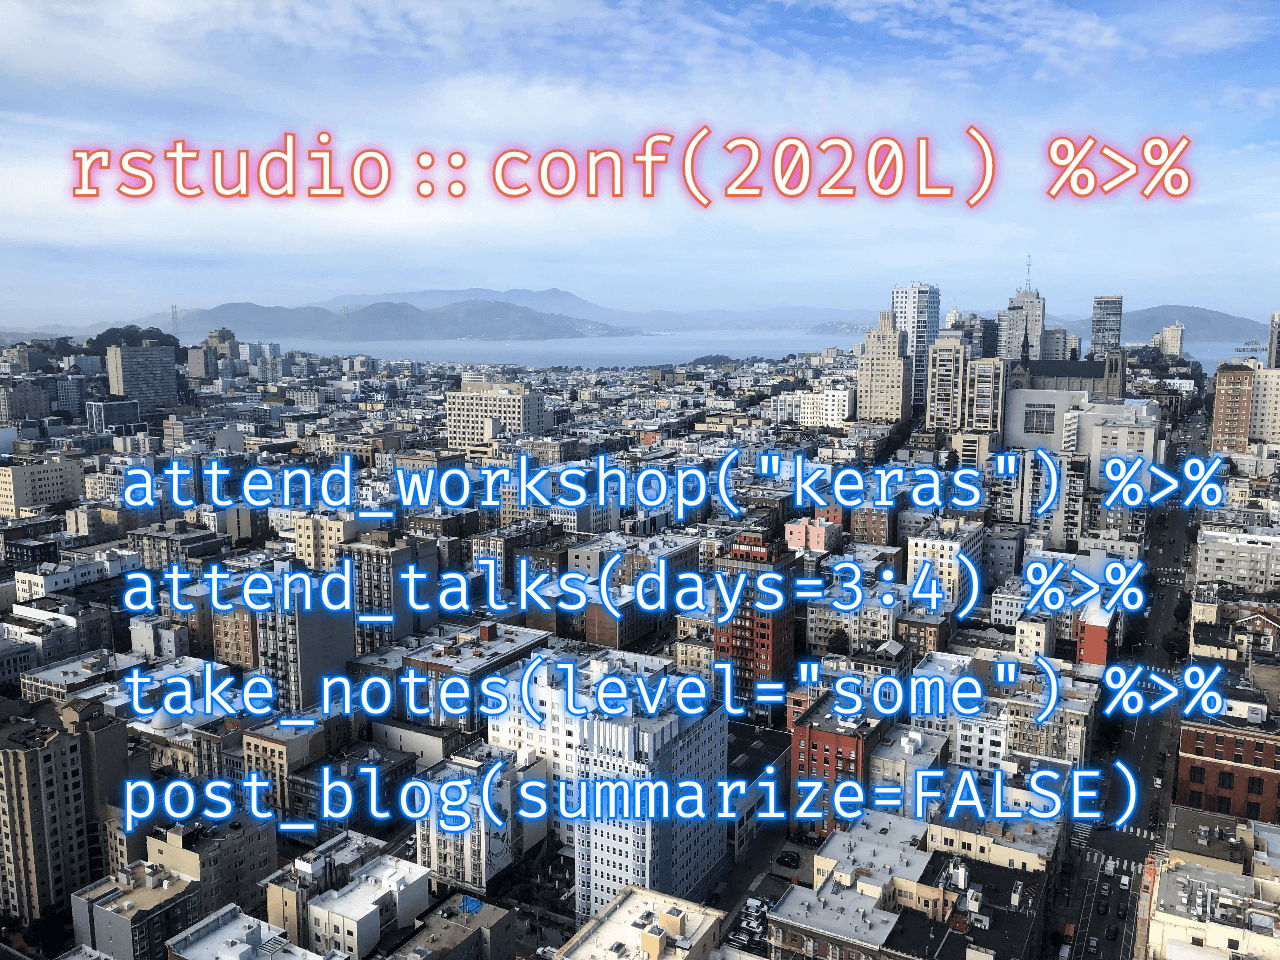 rstudio::conf(2020L) %>%
attend_workshop("keras") %>%
attend_talks(days=3:4) %>%
take_notes(level="some") %>%
post_blog(summarize=FALSE)